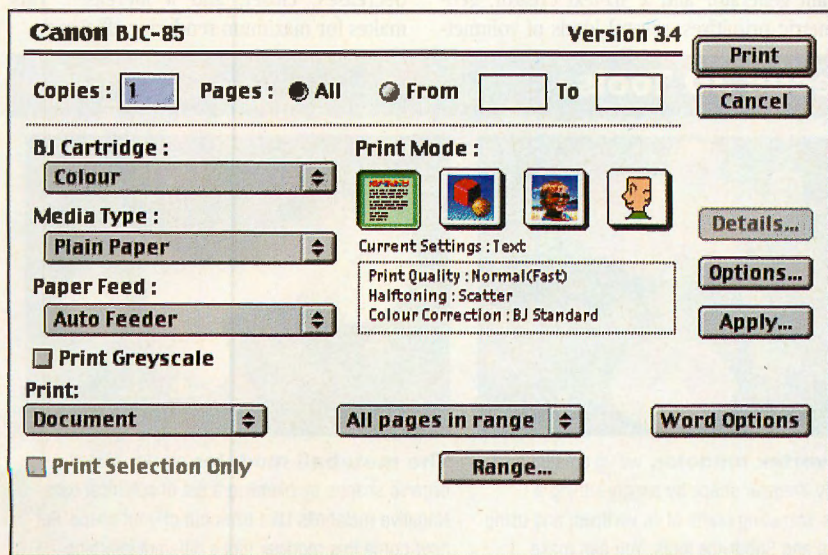 Canon BJC-85 Version 3.4
Print
Copies : 1 Pages : All From To
Cancel
BJ Cartridge :
Colour
Media Type :
Plain Paper
Paper Feed :
Auto Feeder
Print Greyscale
Print Mode :
Current Settings : Text
Print Quality : Normal(Fast)
Halftoning : Scatter
Colour Correction : BJ Standard
Details...
Options...
Apply...
Print:
Document All pages in range Word Options
Print Selection Only Range...